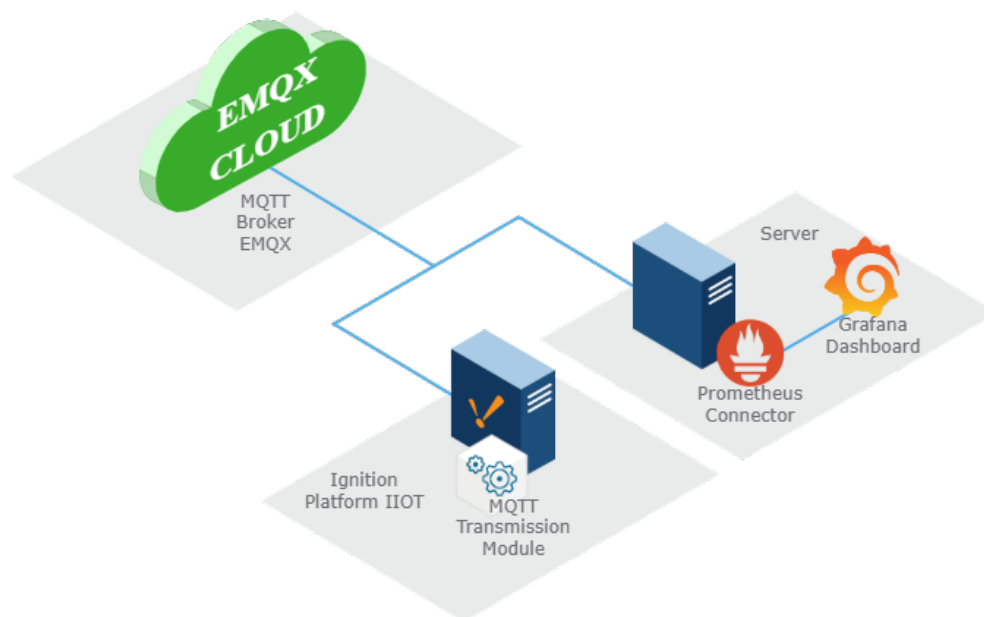 EMQX
CLOUD
MQTT
Broker
EMQX
Server
Grafana
Dashboard
Prometheus
Connector
Ignition
Platform IIOT
MQTT
Transmission
Module